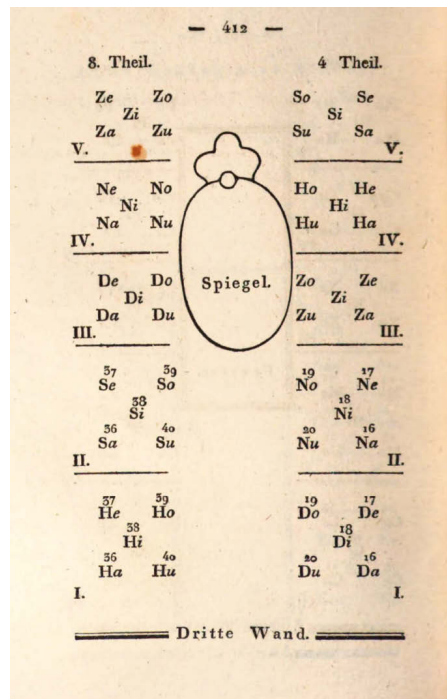 — 412 —
8. Theil. 4 Theil.
Ze Zo So Se
Zi Si
Za Zu Su Sa
V. V.
Ne No Ho He
Ni Hi
Na Nu Hu Ha
IV. IV.
De Do Zo Ze
Spiegel.
Di Zi
Da Du Zu Za
III. III.
37 39 19 17
Se So No Ne
38 18
Si Ni
36 40 20 16
Sa Su Nu Na
II. II.
37 39 19 17
He Ho Do De
38 18
Hi Di
36 40 20 16
Ha Hu Du Da
I. I.
Dritte Wand.